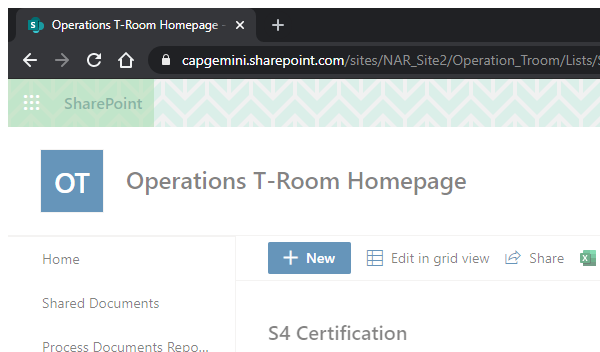 Operations T-Room Homepage -
capgemini.sharepoint.com/sites/NAR_Site2/Operation_Troom/Lists/S
SharePoint
OT
Operations T-Room Homepage
Home
+ New
Edit in grid view
Share
Shared Documents
S4 Certification
Process Documents Repo...